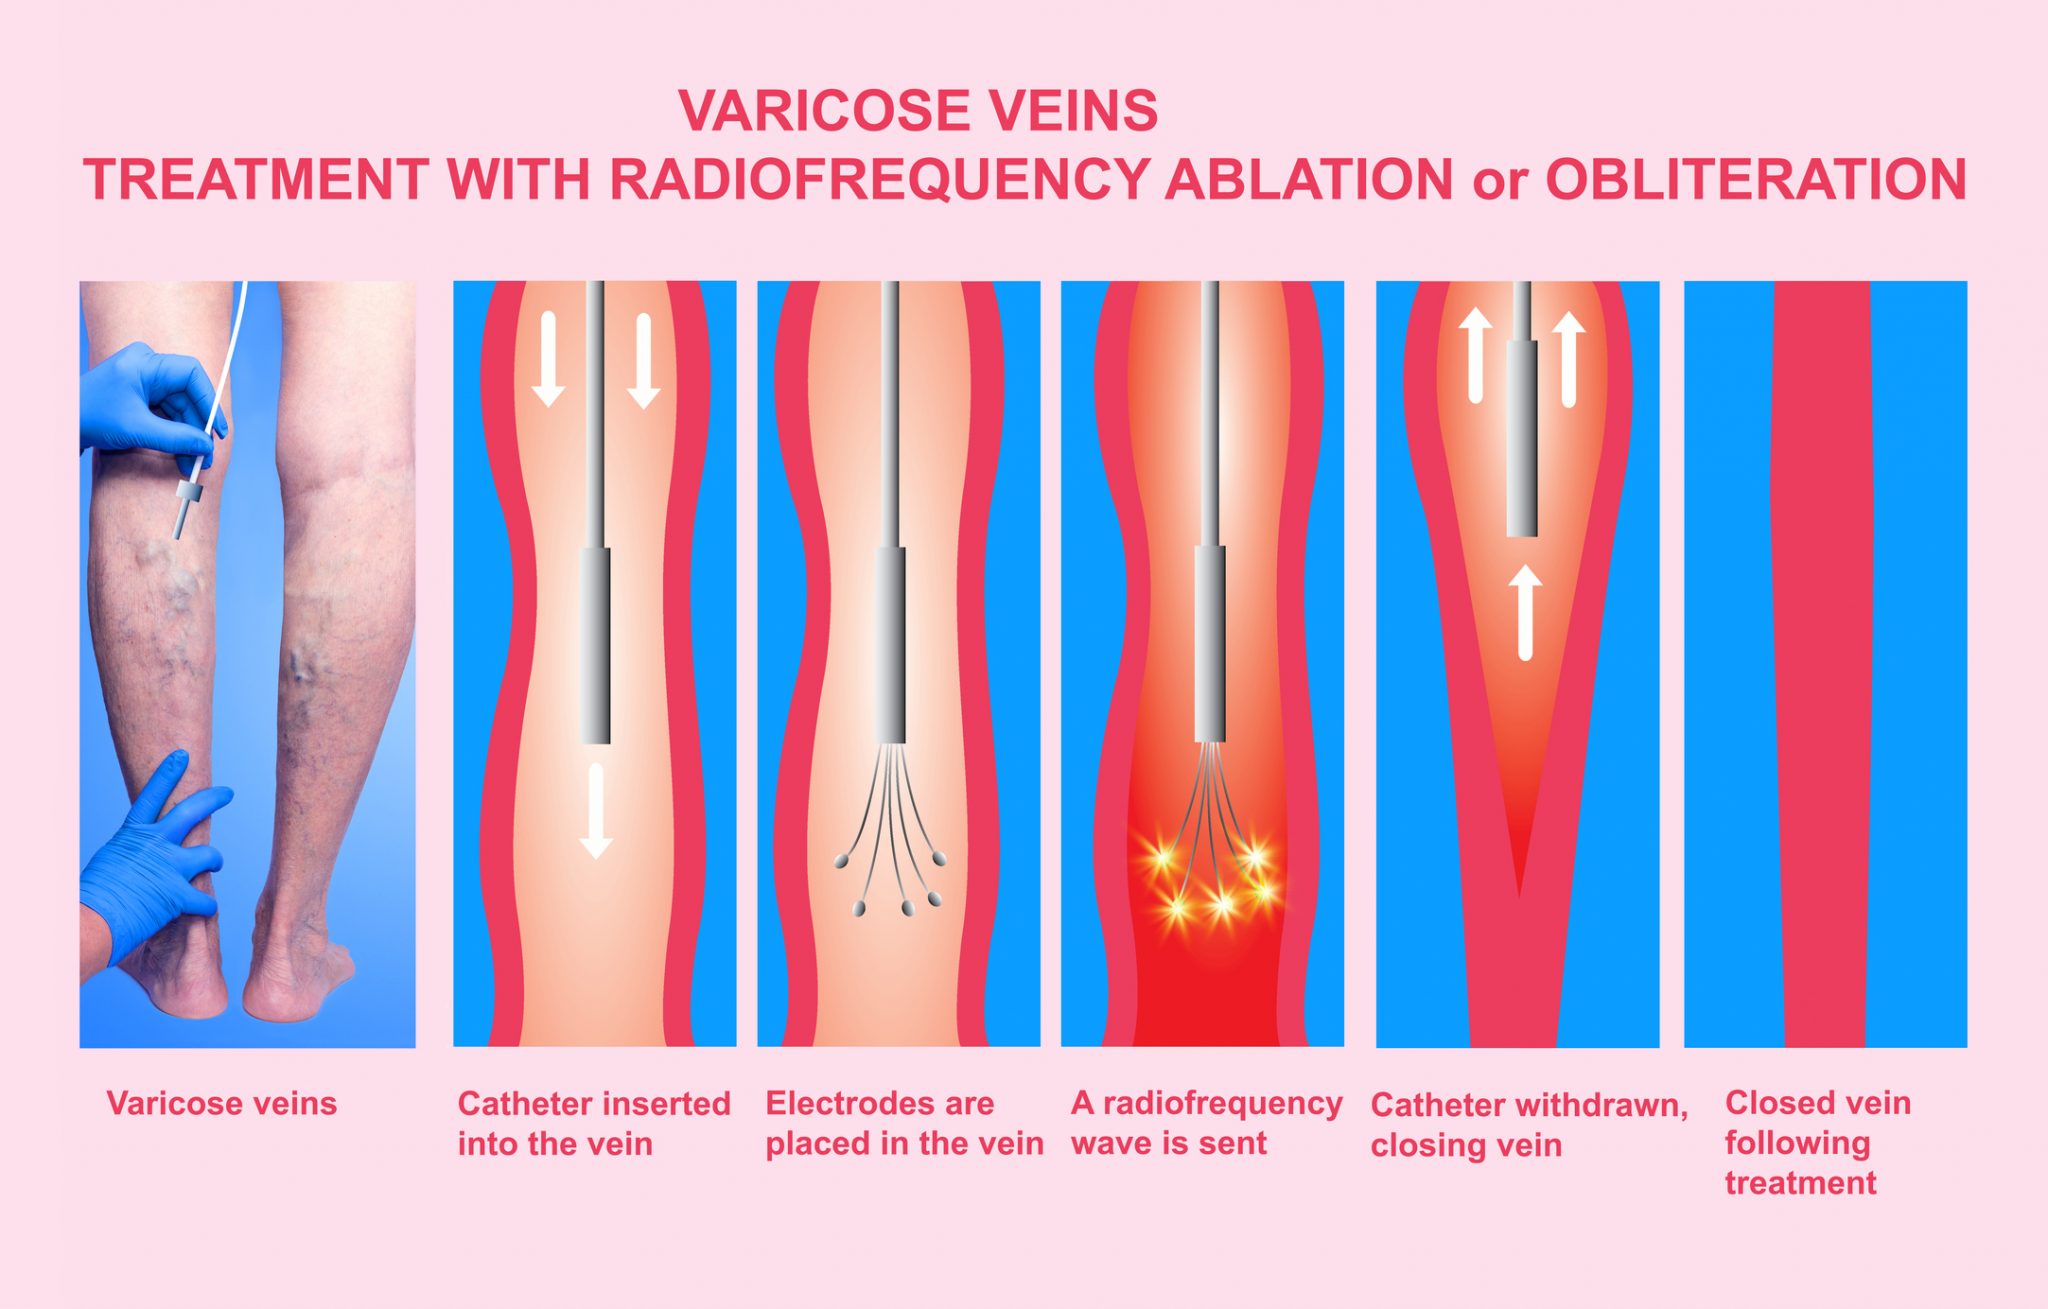 VARICOSE VEINS
TREATMENT WITH RADIOFREQUENCY ABLATION or OBLITERATION
Varicose veins
Catheter inserted
into the vein
Electrodes are
placed in the vein
A radiofrequency
wave is sent
Catheter withdrawn,
closing vein
Closed vein
following
treatment